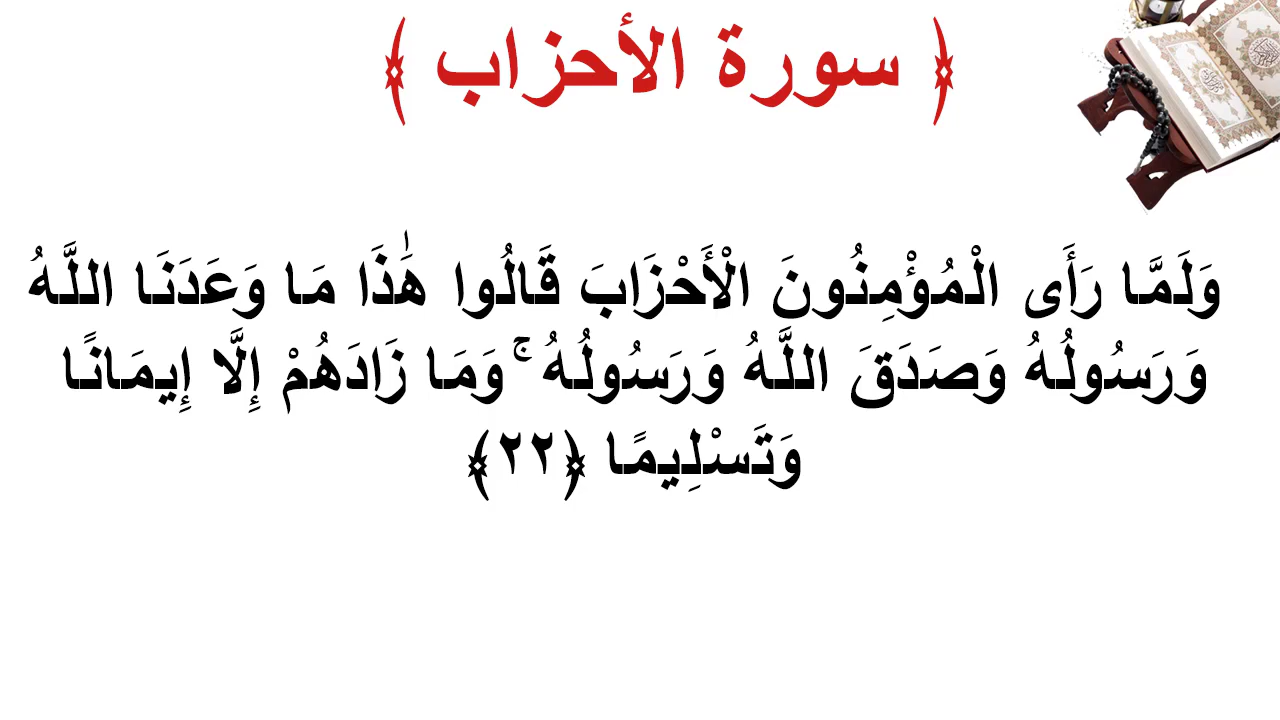 ﴿ سورة الأحزاب ﴾
وَلَمَّا رَأَى الْمُؤْمِنُونَ الْأَحْزَابَ قَالُوا هَٰذَا مَا وَعَدَنَا اللَّهُ
وَرَسُولُهُ وَصَدَقَ اللَّهُ وَرَسُولُهُ ۚ وَمَا زَادَهُمْ إِلَّا إِيمَانًا
وَتَسْلِيمًا ﴿٢٢﴾